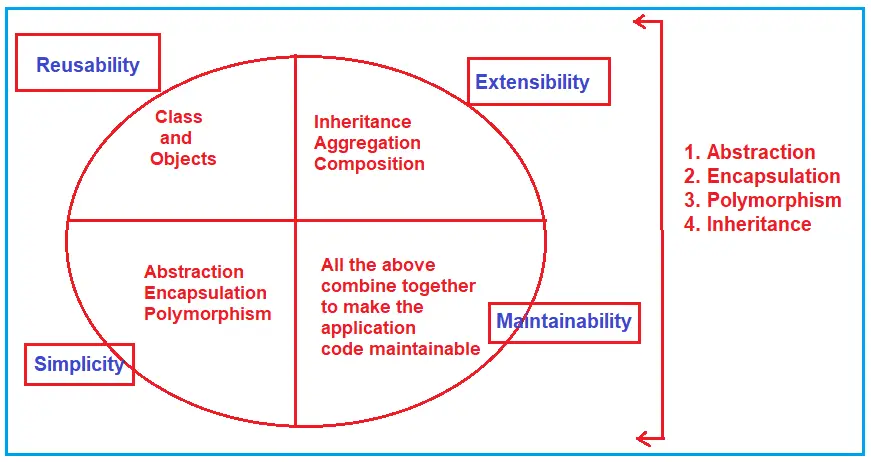 Reusability
Extensibility
Class
and
Objects
Inheritance
Aggregation
Composition
Abstraction
Encapsulation
Polymorphism
All the above
combine together
to make the
application
code maintainable
Simplicity
Maintainability
1. Abstraction
2. Encapsulation
3. Polymorphism
4. Inheritance